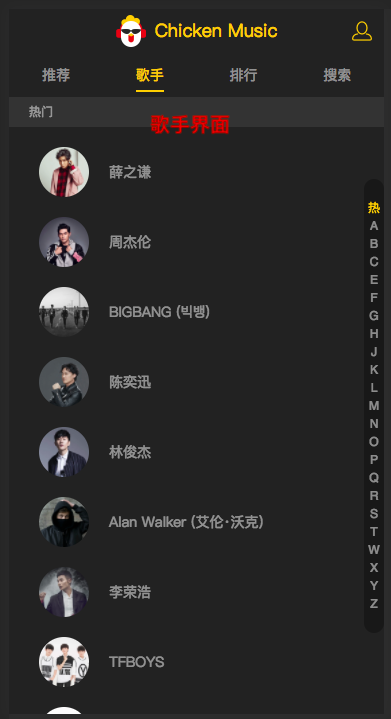 Chicken Music
推荐 歌手 排行 搜索
热门
歌手界面
薛之谦
周杰伦
BIGBANG (빅뱅)
陈奕迅
林俊杰
Alan Walker (艾伦·沃克)
李荣浩
TFBOYS
热
A
B
C
E
F
G
H
J
K
L
M
N
O
P
Q
R
S
T
W
X
Y
Z